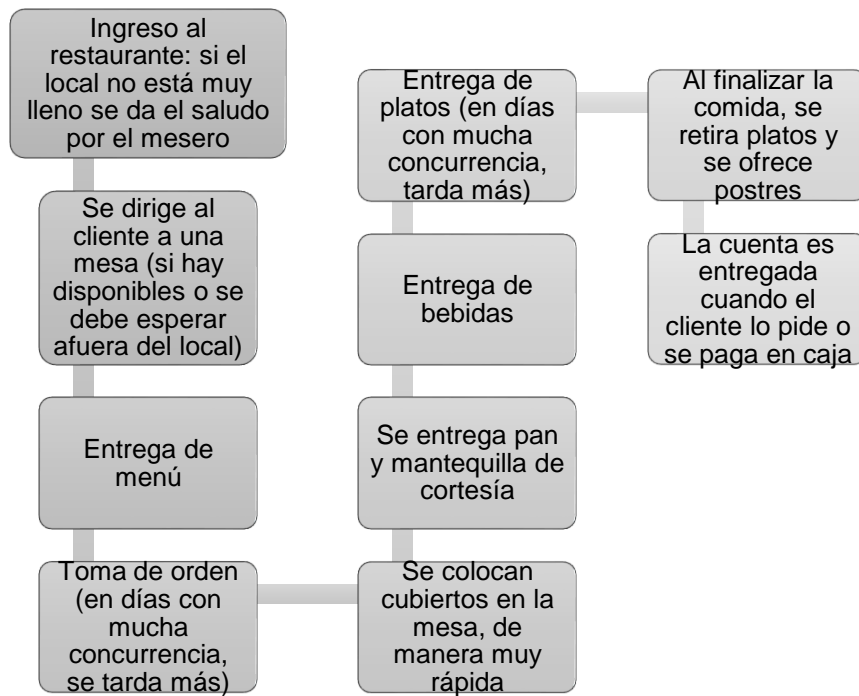 Ingreso al
restaurante: si el
local no está muy
lleno se da el saludo
por el mesero
Se dirige al
cliente a una
mesa (si hay
disponibles o se
debe esperar
afuera del local)
Entrega de
menú
Toma de orden
(en días con
mucha
concurrencia,
se tarda más)
Se colocan
cubiertos en la
mesa, de
manera muy
rápida
Se entrega pan
y mantequilla de
cortesía
Entrega de
bebidas
Entrega de
platos (en días
con mucha
concurrencia,
tarda más)
Al finalizar la
comida, se
retira platos y
se ofrece
postres
La cuenta es
entregada
cuando el
cliente lo pide o
se paga en caja